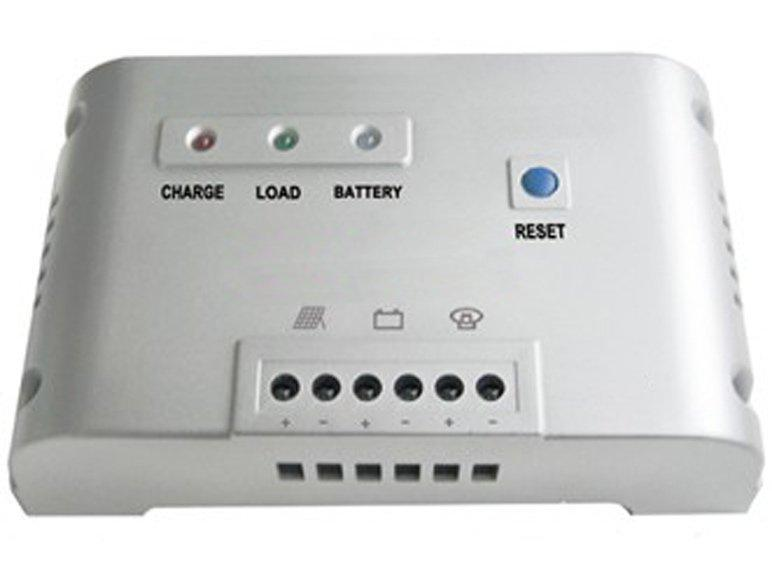 CHARGE LOAD BATTERY
RESET
+ − + − + −